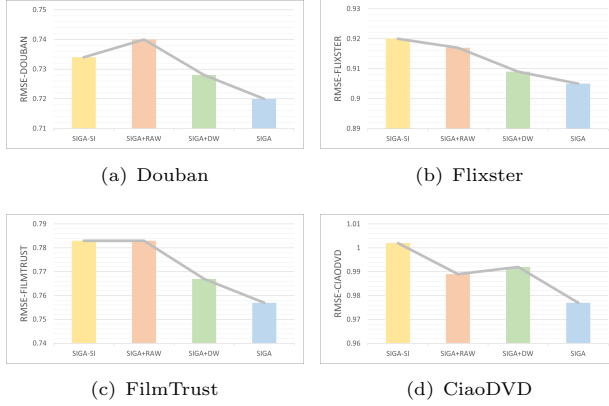 0.75
0.74
0.73
0.72
0.71
RMSE-DOUBAN
SIGA-SI SIGA+RAW SIGA+DW SIGA
(a) Douban
0.93
0.92
0.91
0.9
0.89
RMSE-FLIXSTER
SIGA-SI SIGA+RAW SIGA+DW SIGA
(b) Flixster
0.79
0.78
0.77
0.76
0.75
0.74
RMSE-FILMTRUST
SIGA-SI SIGA+RAW SIGA+DW SIGA
(c) FilmTrust
1.01
1
0.99
0.98
0.97
0.96
RMSE-CIAODVD
SIGA-SI SIGA+RAW SIGA+DW SIGA
(d) CiaoDVD